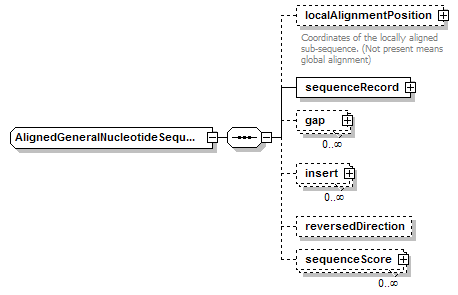 localAlignmentPosition
Coordinates of the locally aligned
sub-sequence. (Not present means
global alignment)
sequenceRecord
gap
0..∞
AlignedGeneralNucleotideSequ...
insert
0..∞
reversedDirection
sequenceScore
0..∞